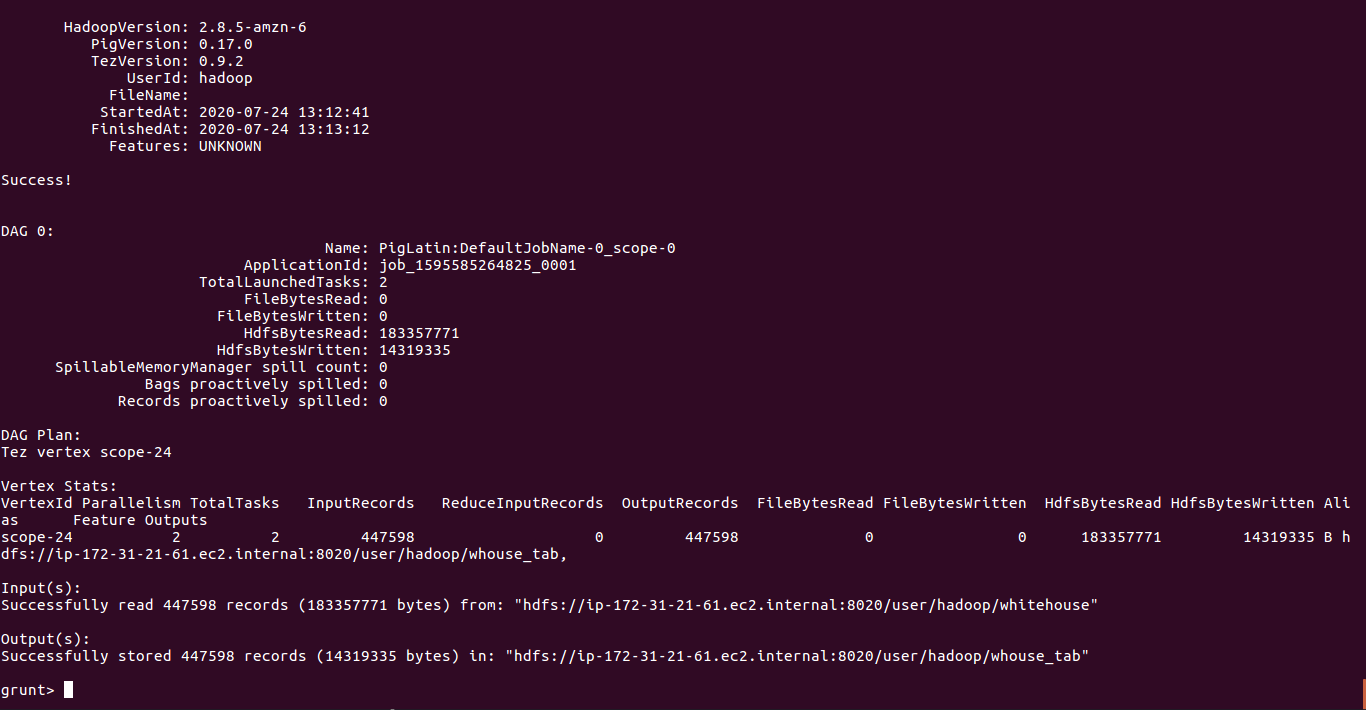 HadoopVersion: 2.8.5-amzn-6
PigVersion: 0.17.0
TezVersion: 0.9.2
UserId: hadoop
FileName:
StartedAt: 2020-07-24 13:12:41
FinishedAt: 2020-07-24 13:13:12
Features: UNKNOWN
Success!
DAG 0:
Name: PigLatin:DefaultJobName-0_scope-0
ApplicationId: job_1595585264825_0001
TotalLaunchedTasks: 2
FileBytesRead: 0
FileBytesWritten: 0
HdfsBytesRead: 183357771
HdfsBytesWritten: 14319335
SpillableMemoryManager spill count: 0
Bags proactively spilled: 0
Records proactively spilled: 0
DAG Plan:
Tez vertex scope-24
Vertex Stats:
VertexId Parallelism TotalTasks InputRecords ReduceInputRecords OutputRecords FileBytesRead FileBytesWritten HdfsBytesRead HdfsBytesWritten Ali
as Feature Outputs
scope-24 2 2 447598 0 447598 0 0 183357771 14319335 B h
dfs://ip-172-31-21-61.ec2.internal:8020/user/hadoop/whouse_tab,
Input(s):
Successfully read 447598 records (183357771 bytes) from: "hdfs://ip-172-31-21-61.ec2.internal:8020/user/hadoop/whitehouse"
Output(s):
Successfully stored 447598 records (14319335 bytes) in: "hdfs://ip-172-31-21-61.ec2.internal:8020/user/hadoop/whouse_tab"
grunt>